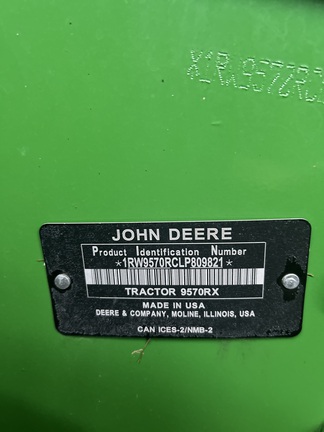 JOHN DEERE
Product Identification Number
*1RW9570RCLP809821*
TRACTOR 9570RX
MADE IN USA
DEERE & COMPANY, MOLINE, ILLINOIS, USA
CAN ICES-2/NMB-2